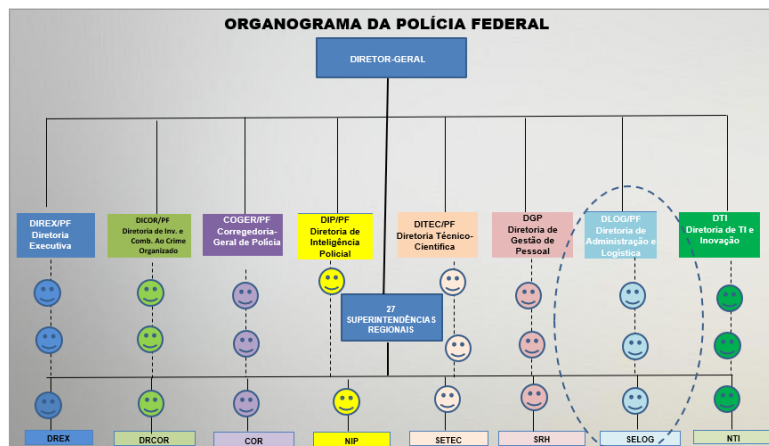 ORGANOGRAMA DA POLÍCIA FEDERAL
DIRETOR-GERAL
DIREX/PF
Diretoria
Executiva
DICOR/PF
Diretoria de Inv. e
Comb. Ao Crime
Organizado
COGER/PF
Corregedoria-
Geral de Polícia
DIP/PF
Diretoria de
Inteligência
Policial
DITEC/PF
Diretoria Técnico-
Científica
DGP
Diretoria de
Gestão de
Pessoal
DLOG/PF
Diretoria de
Administração e
Logística
DTI
Diretoria de TI e
Inovação
27
SUPERINTENDÊNCIAS
REGIONAIS
DREX
DRCOR
COR
NIP
SETEC
SRH
SELOG
NTI